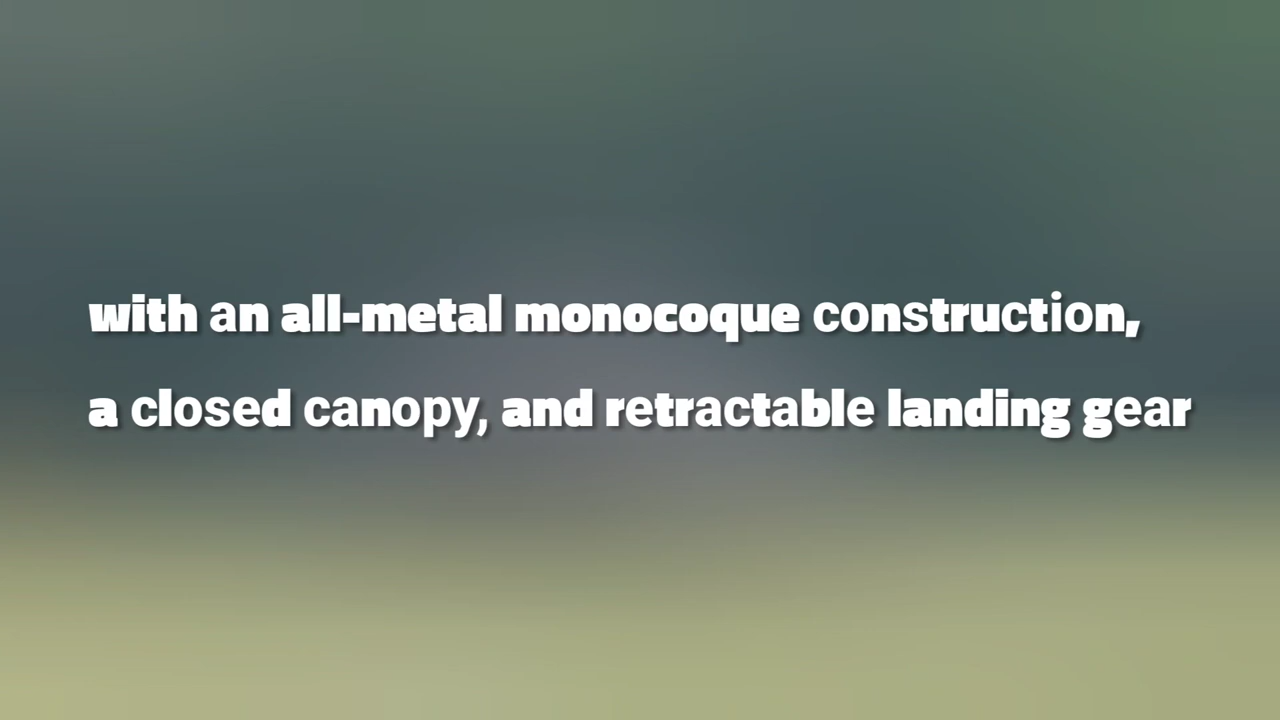 with an all-metal monocoque construction,
a closed canopy, and retractable landing gear